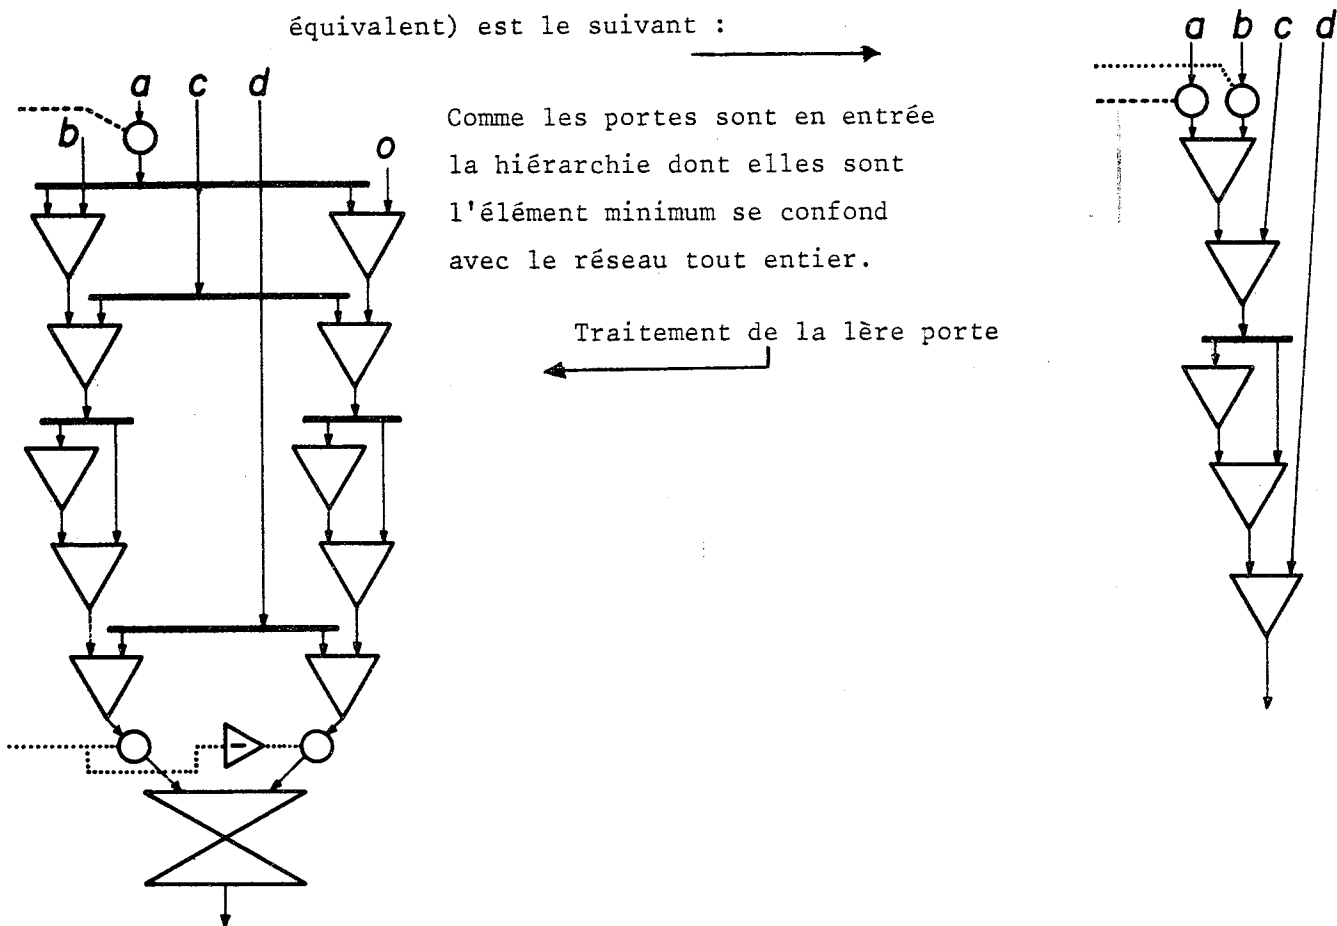 équivalent) est le suivant :
a b c d
a c d
b
o
Comme les portes sont en entrée
la hiérarchie dont elles sont
l'élément minimum se confond
avec le réseau tout entier.
Traitement de la 1ère porte
-